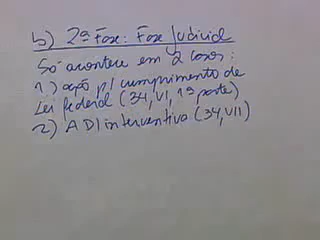 b) 2ª Fase: Fase Judicial
Só acontece em 2 casos:
1) ação p/ cumprimento de
Lei federal (34, VI, 1ª parte)
2) ADI interventiva (34, VII)